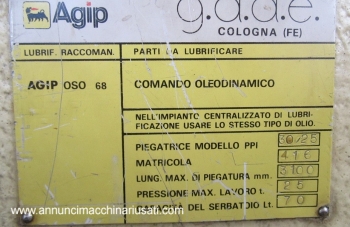 Agip
g.a.d.e.
COLOGNA (FE)
LUBRIF. RACCOMAN.
PARTI DA LUBRIFICARE
AGIP OSO 68
COMANDO OLEODINAMICO
NELL'IMPIANTO CENTRALIZZATO DI LUBRI-
FICAZIONE USARE LO STESSO TIPO DI OLIO.
PIEGATRICE MODELLO PPI 30/25
MATRICOLA 416
LUNG. MAX. DI PIEGATURA mm. 3100
PRESSIONE MAX. LAVORO t. 25
CAPACITA DEL SERBATOIO Lt. 70
www.annuncimacchinariusati.com